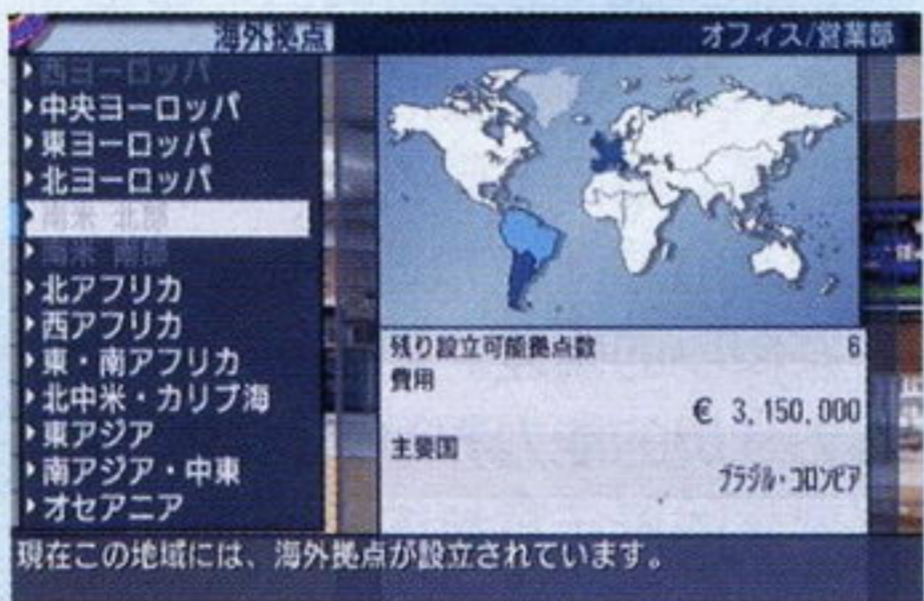 海外拠点
オフィス/営業部
西ヨーロッパ
中央ヨーロッパ
東ヨーロッパ
北ヨーロッパ
南米 北部
南米 南部
北アフリカ
西アフリカ
東・南アフリカ
北中米・カリブ海
東アジア
南アジア・中東
オセアニア
残り設立可能拠点数 6
費用
€ 3,150,000
主要国
ブラジル・コロンビア
現在この地域には、海外拠点が設立されています。